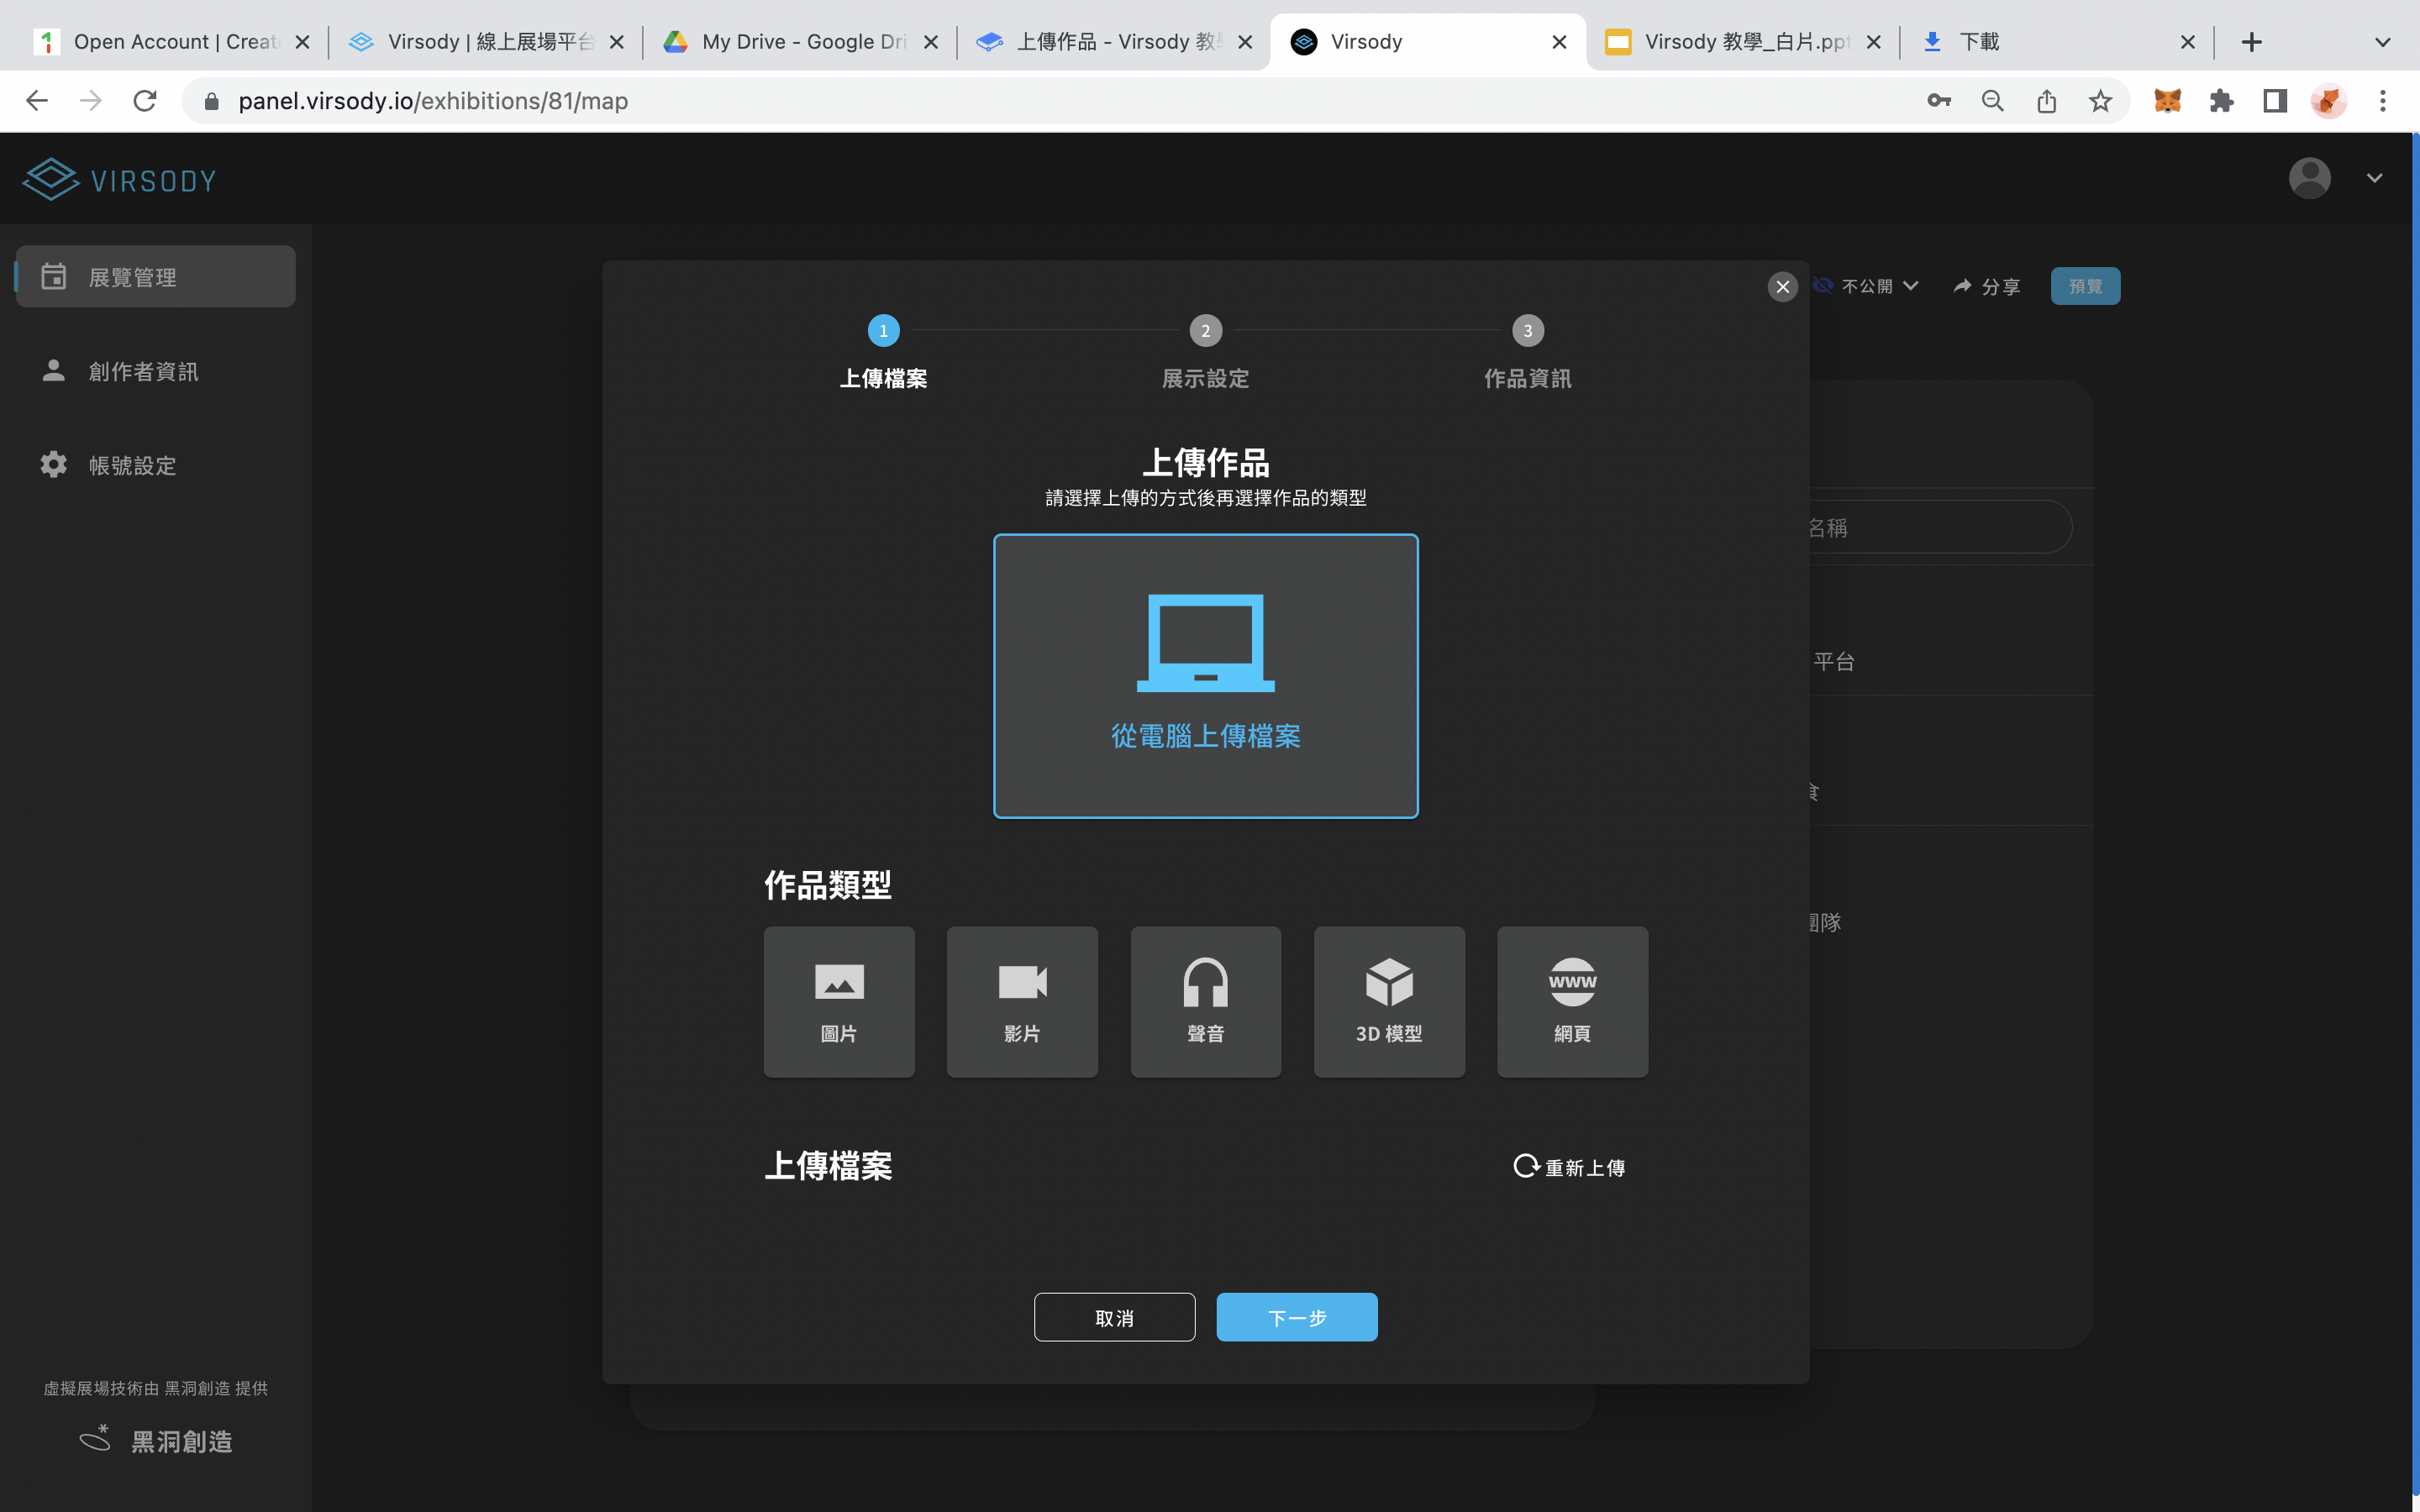 Open Account | Creat
Virsody | 線上展場平台
My Drive - Google Dri
上傳作品 - Virsody 教
Virsody
Virsody 教學_白片.ppt
下載
panel.virsody.io/exhibitions/81/map
VIRSODY
展覽管理
創作者資訊
帳號設定
不公開
分享
預覽
1
2
3
上傳檔案
展示設定
作品資訊
上傳作品
請選擇上傳的方式後再選擇作品的類型
名稱
從電腦上傳檔案
平台
作品類型
團隊
WWW
圖片
影片
聲音
3D 模型
網頁
上傳檔案
重新上傳
取消
下一步
虛擬展場技術由 黑洞創造 提供
黑洞創造